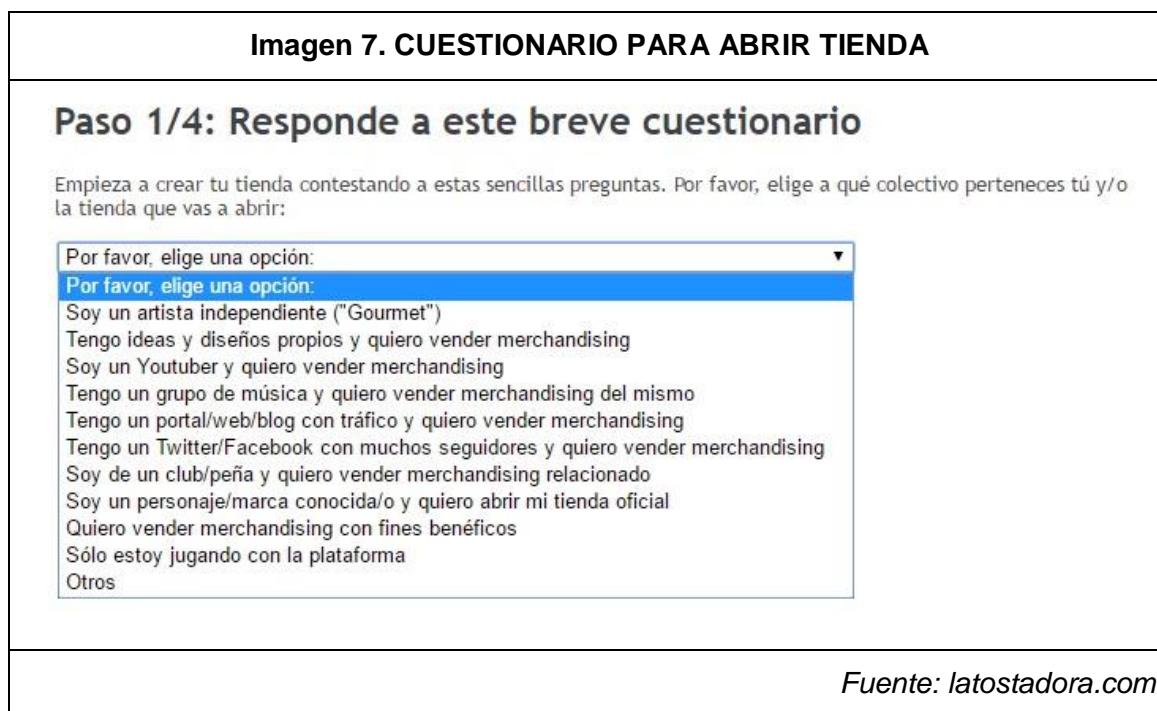 Imagen 7. CUESTIONARIO PARA ABRIR TIENDA
Paso 1/4: Responde a este breve cuestionario
Empieza a crear tu tienda contestando a estas sencillas preguntas. Por favor, elige a qué colectivo perteneces tú y/o
la tienda que vas a abrir:
Por favor, elige una opción:
Por favor, elige una opción:
Soy un artista independiente ("Gourmet")
Tengo ideas y diseños propios y quiero vender merchandising
Soy un Youtuber y quiero vender merchandising
Tengo un grupo de música y quiero vender merchandising del mismo
Tengo un portal/web/blog con tráfico y quiero vender merchandising
Tengo un Twitter/Facebook con muchos seguidores y quiero vender merchandising
Soy de un club/peña y quiero vender merchandising relacionado
Soy un personaje/marca conocida/o y quiero abrir mi tienda oficial
Quiero vender merchandising con fines benéficos
Sólo estoy jugando con la plataforma
Otros
Fuente: latostadora.com